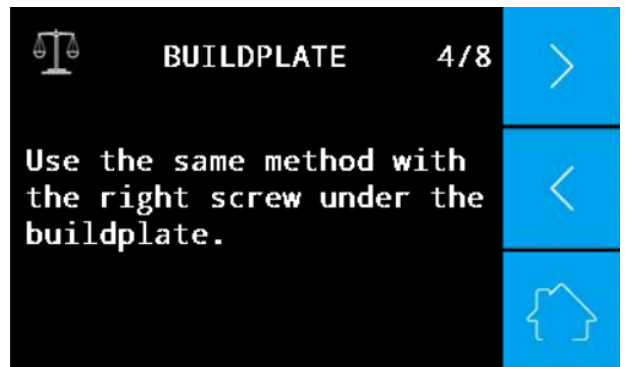 BUILDPLATE 4/8
Use the same method with
the right screw under the
buildplate.